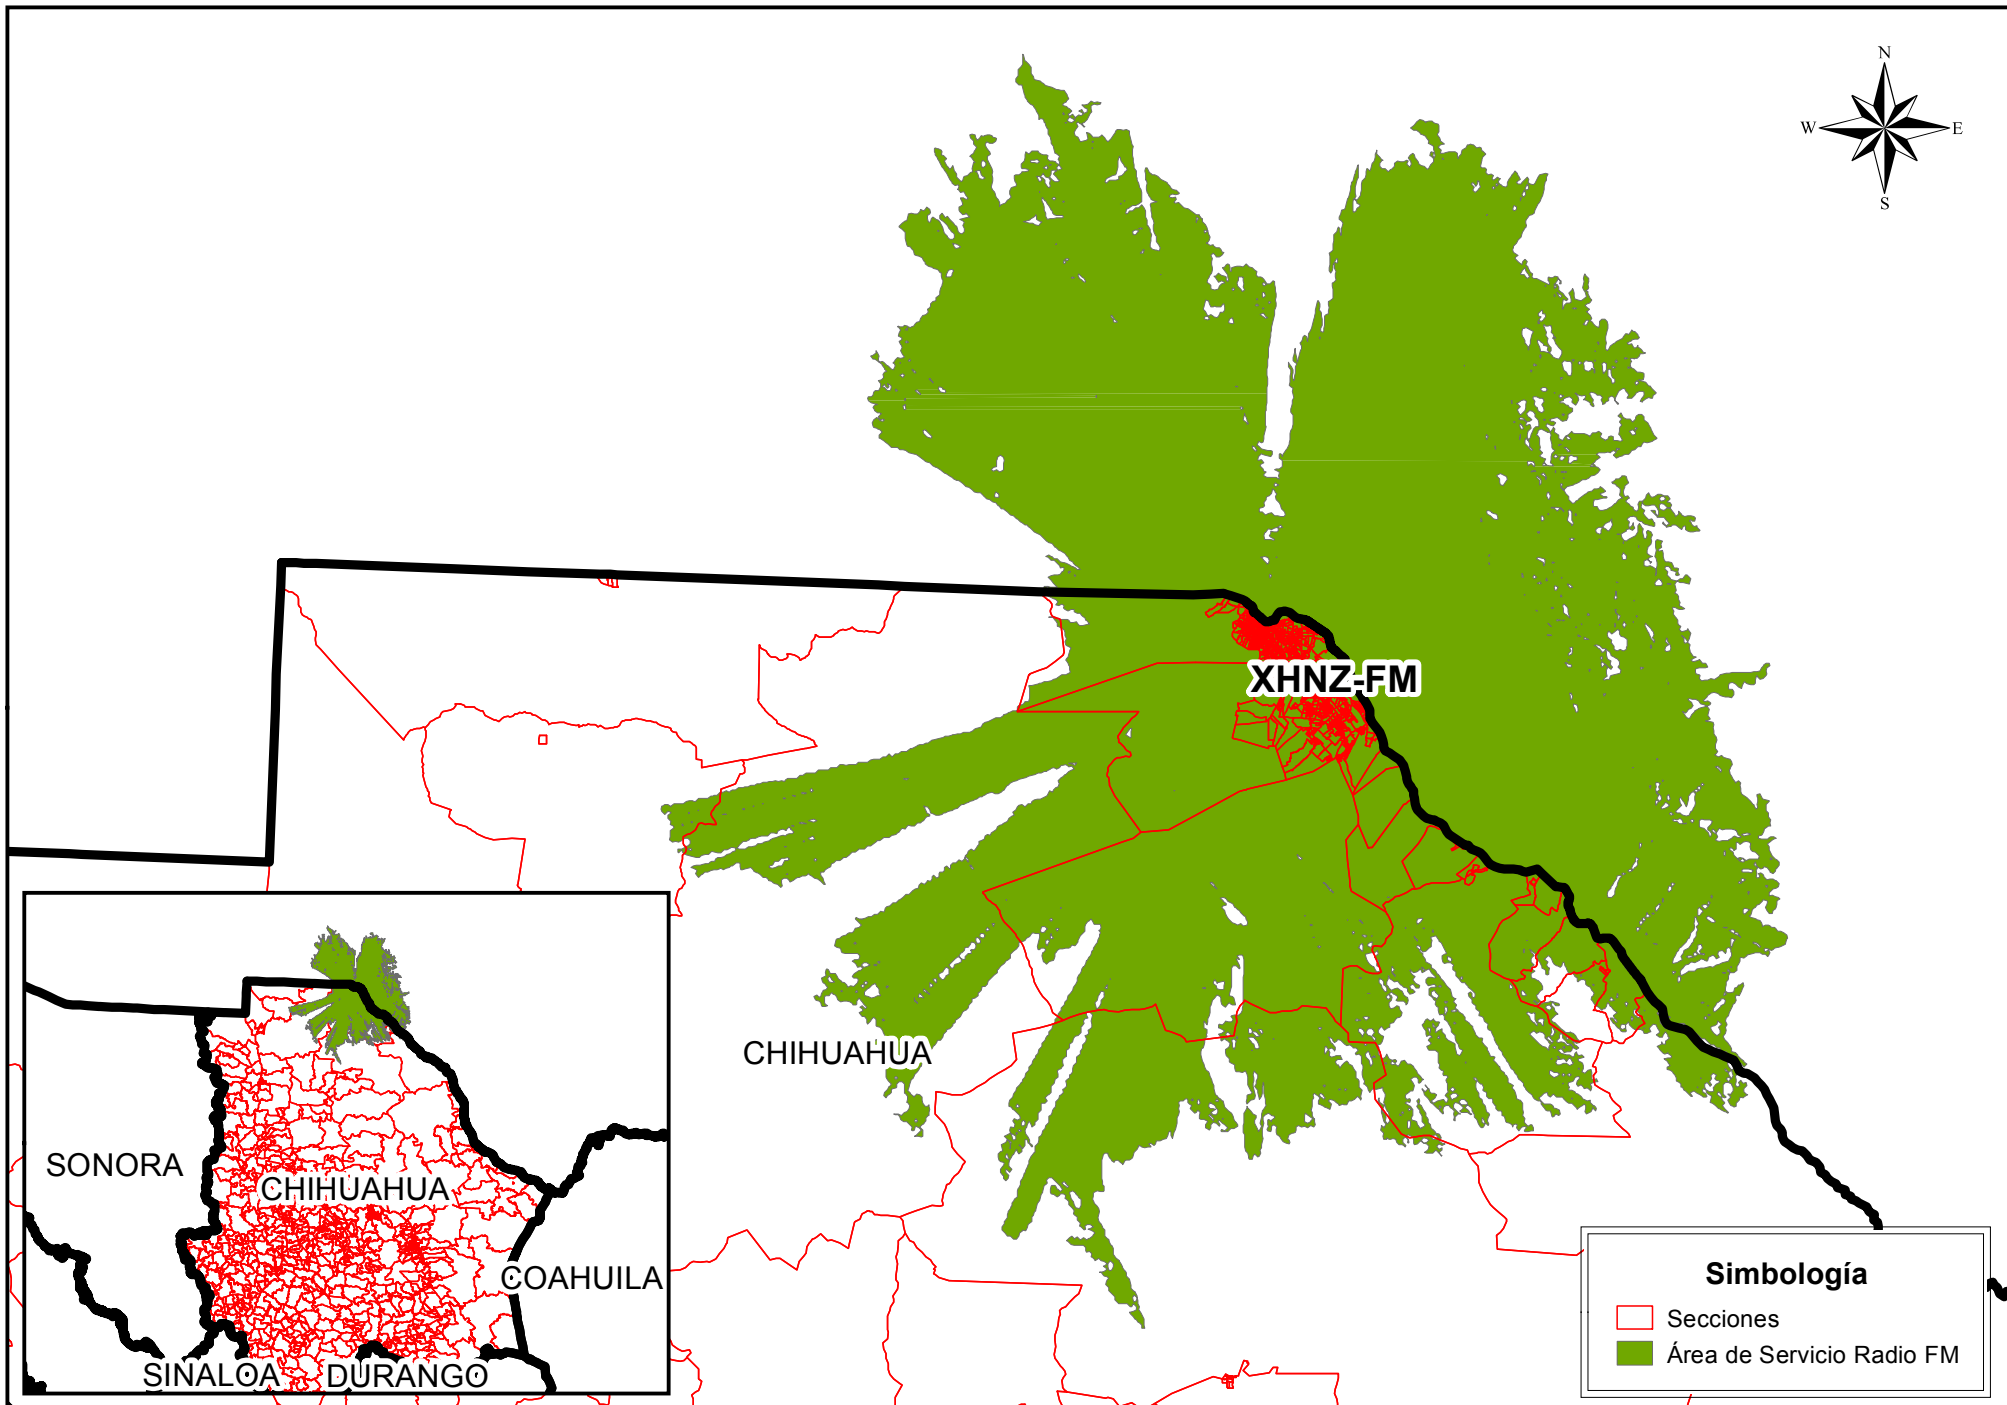 N
W E
S
XHNZ-FM
CHIHUAHUA
SONORA
CHIHUAHUA
COAHUILA
SINALOA
DURANGO
Simbología
Secciones
Área de Servicio Radio FM